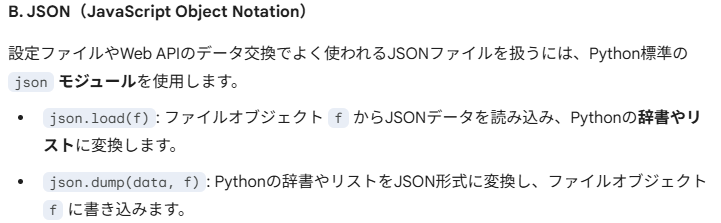 B. JSON（JavaScript Object Notation）
設定ファイルやWeb APIのデータ交換でよく使われるJSONファイルを扱うには、Python標準の
json モジュールを使用します。
• json.load(f) : ファイルオブジェクト f からJSONデータを読み込み、Pythonの辞書やリ
ストに変換します。
• json.dump(data, f) : Pythonの辞書やリストをJSON形式に変換し、ファイルオブジェクト
f に書き込みます。